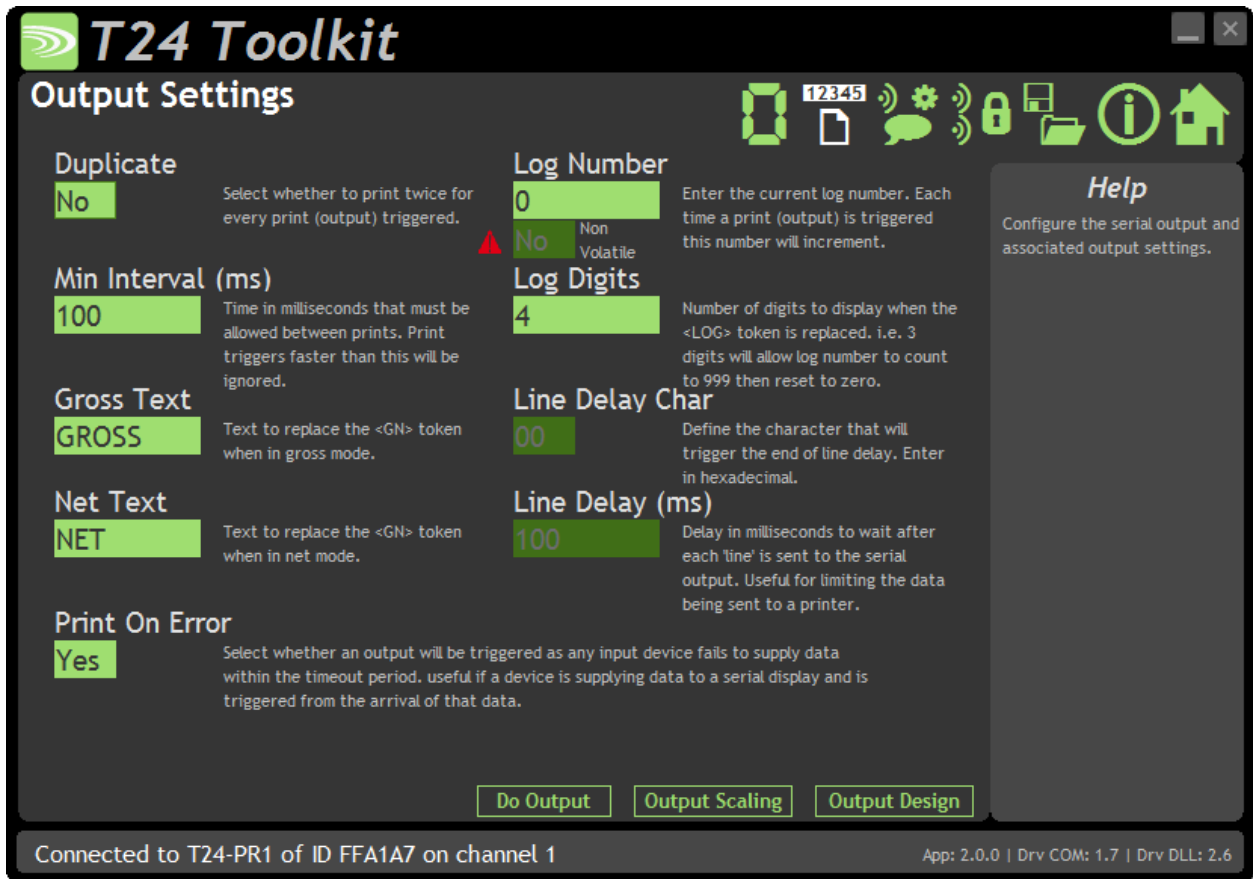 T24 Toolkit
Output Settings
12345
Duplicate
No
Select whether to print twice for
every print (output) triggered.
Log Number
0
No
Non
Volatile
Enter the current log number. Each
time a print (output) is triggered
this number will increment.
Min Interval (ms)
100
Time in milliseconds that must be
allowed between prints. Print
triggers faster than this will be
ignored.
Log Digits
4
Number of digits to display when the
<LOG> token is replaced. i.e. 3
digits will allow log number to count
to 999 then reset to zero.
Gross Text
GROSS
Text to replace the <GN> token
when in gross mode.
Line Delay Char
00
Define the character that will
trigger the end of line delay. Enter
in hexadecimal.
Net Text
NET
Text to replace the <GN> token
when in net mode.
Line Delay (ms)
100
Delay in milliseconds to wait after
each 'line' is sent to the serial
output. Useful for limiting the data
being sent to a printer.
Print On Error
Yes
Select whether an output will be triggered as any input device fails to supply data
within the timeout period. useful if a device is supplying data to a serial display and is
triggered from the arrival of that data.
Do Output
Output Scaling
Output Design
Help
Configure the serial output and
associated output settings.
Connected to T24-PR1 of ID FFA1A7 on channel 1
App: 2.0.0 | Drv COM: 1.7 | Drv DLL: 2.6